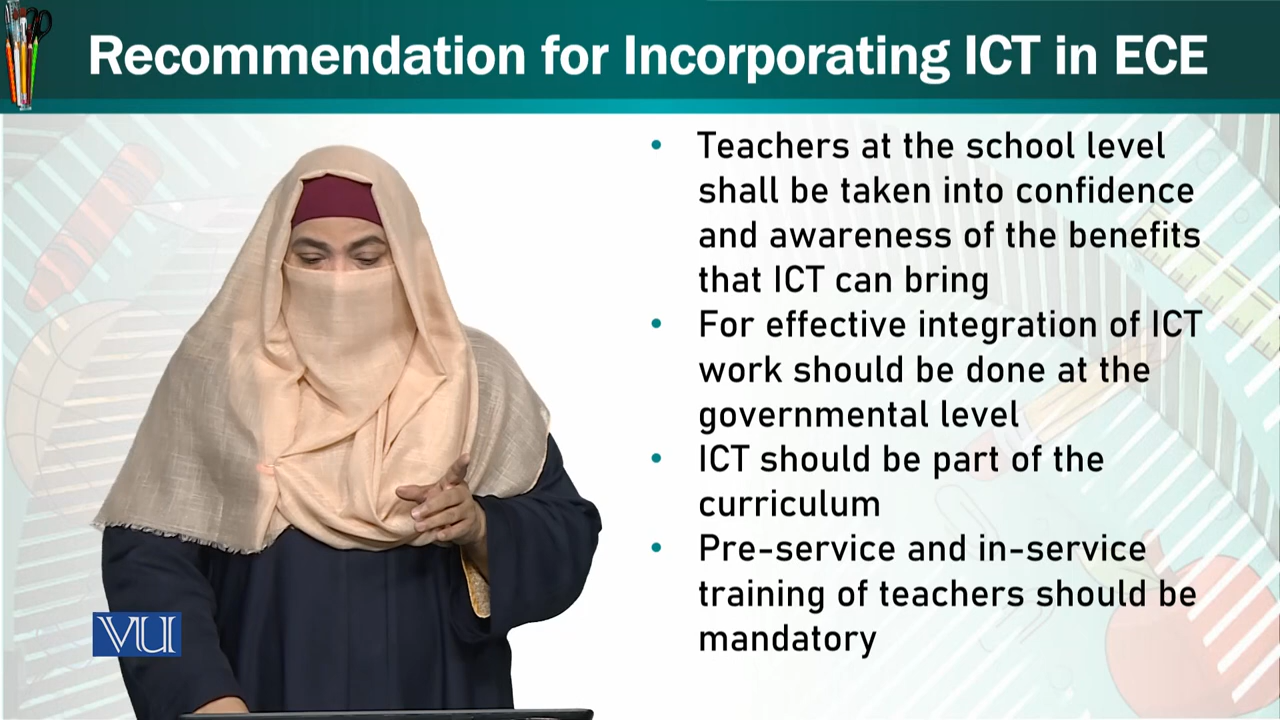 Recommendation for Incorporating ICT in ECE
• Teachers at the school level
shall be taken into confidence
and awareness of the benefits
that ICT can bring
• For effective integration of ICT
work should be done at the
governmental level
• ICT should be part of the
curriculum
• Pre-service and in-service
training of teachers should be
mandatory
VU